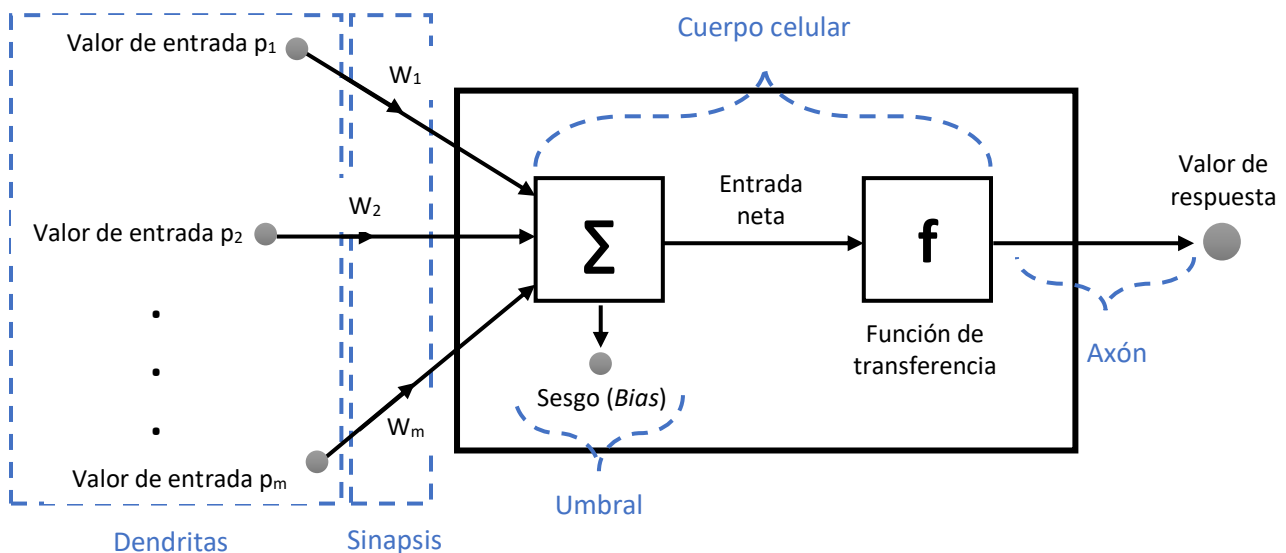 Cuerpo celular
Valor de entrada p1
W1
Valor de
respuesta
Entrada
neta
W2
Valor de entrada p2
Σ
f
.
.
.
Función de
transferencia
Axón
Sesgo (Bias)
Wm
Valor de entrada pm
Umbral
Dendritas
Sinapsis